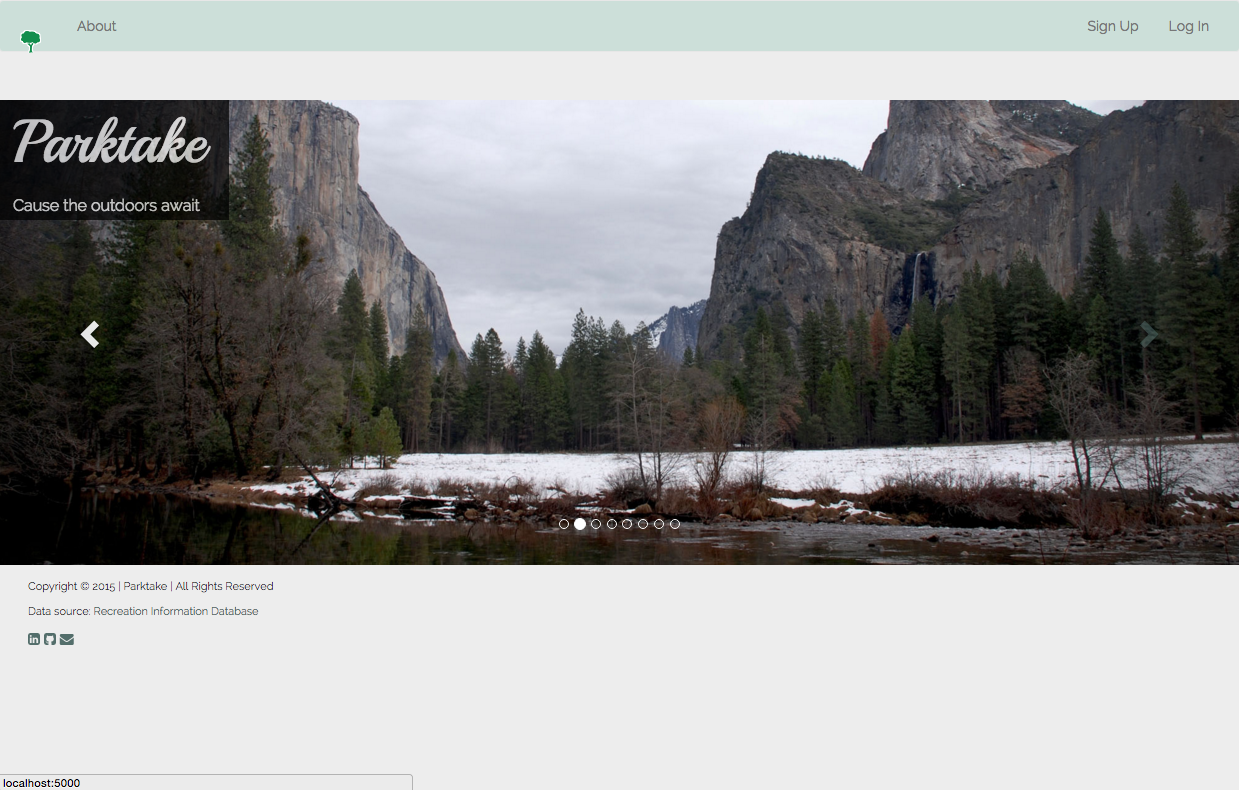 About
Sign Up
Log In
Parktake
Cause the outdoors await
Copyright © 2015 | Parktake | All Rights Reserved
Data source: Recreation Information Database
in
localhost:5000